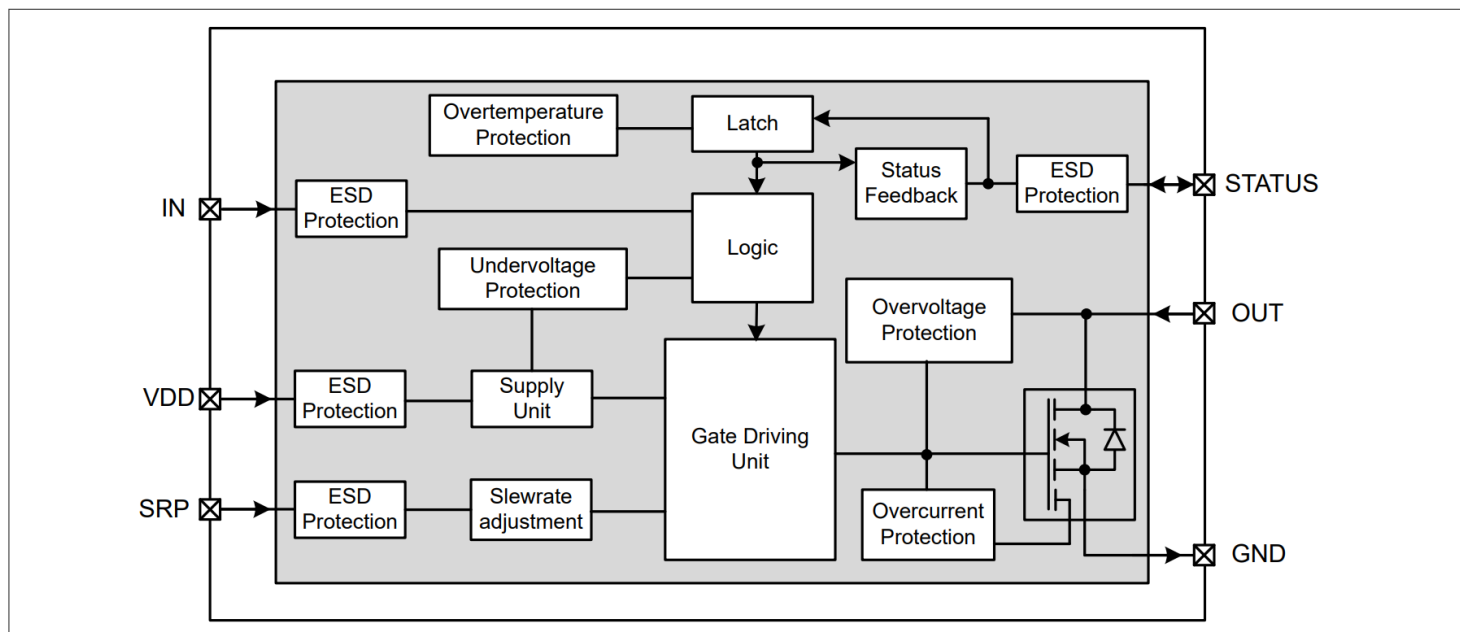 Overtemperature
Protection
Latch
Status
Feedback
ESD
Protection
STATUS
IN
ESD
Protection
Logic
Undervoltage
Protection
Overvoltage
Protection
OUT
VDD
ESD
Protection
Supply
Unit
Gate Driving
Unit
SRP
ESD
Protection
Slewrate
adjustment
Overcurrent
Protection
GND